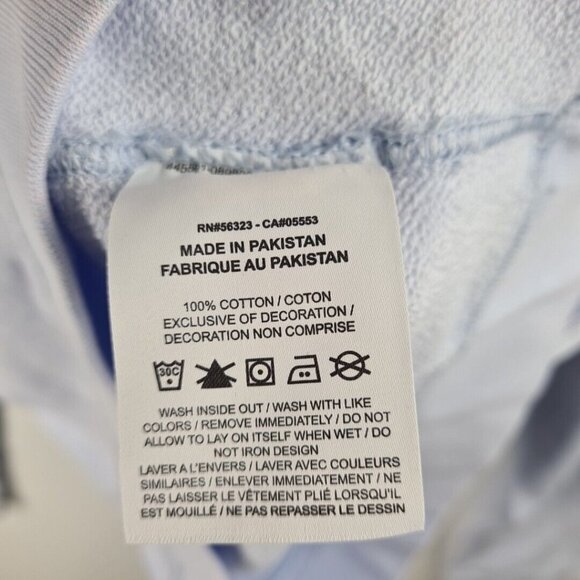 RN#56323 - CA#05553
MADE IN PAKISTAN
FABRIQUE AU PAKISTAN
100% COTTON / COTON
EXCLUSIVE OF DECORATION /
DECORATION NON COMPRISE
30C
WASH INSIDE OUT / WASH WITH LIKE
COLORS / REMOVE IMMEDIATELY / DO NOT
ALLOW TO LAY ON ITSELF WHEN WET / DO
NOT IRON DESIGN
LAVER A L'ENVERS / LAVER AVEC COULEURS
SIMILAIRES / ENLEVER IMMEDIATEMENT / NE
PAS LAISSER LE VÊTEMENT PLIÉ LORSQU'IL
EST MOUILLÉ / NE PAS REPASSER LE DESSIN